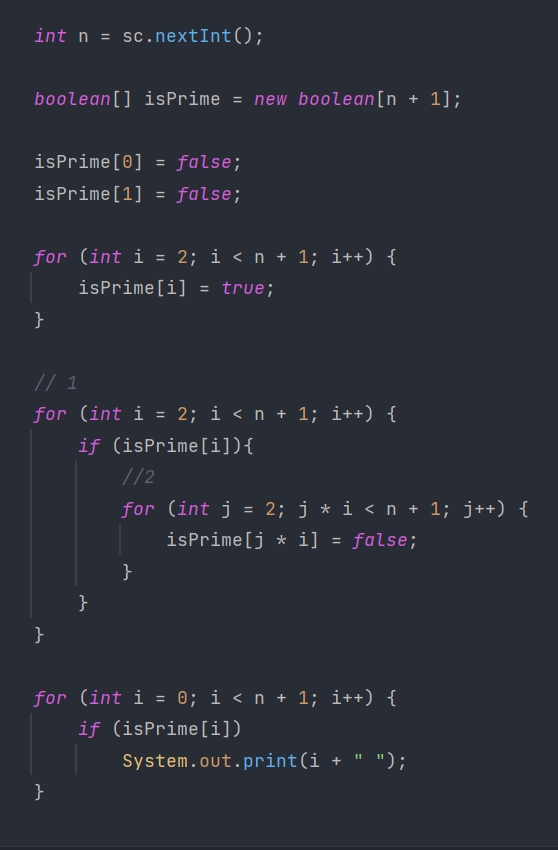 int n = sc.nextInt();
boolean[] isPrime = new boolean[n + 1];
isPrime[0] = false;
isPrime[1] = false;
for (int i = 2; i < n + 1; i++) {
    isPrime[i] = true;
}
// 1
for (int i = 2; i < n + 1; i++) {
    if (isPrime[i]){
        //2
        for (int j = 2; j * i < n + 1; j++) {
            isPrime[j * i] = false;
        }
    }
}
for (int i = 0; i < n + 1; i++) {
    if (isPrime[i])
        System.out.print(i + " ");
}